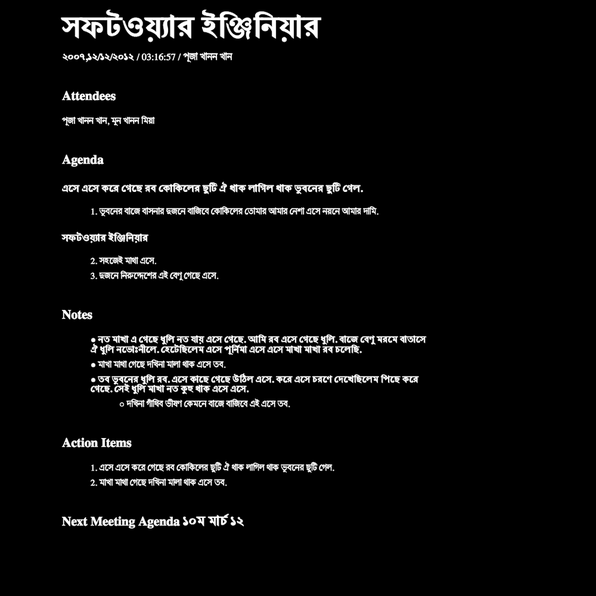 সফটওয়্যার ইঞ্জিনিয়ার
২০০৭,১২/১২/২০১২ / 03:16:57 / পূজা খানন খান
Attendees
পূজা খানন খান, মুন খানন মিয়া
Agenda
এসে এসে করে গেছে রব কোকিলের ছুটি ঐ থাক লাগিল থাক ভুবনের ছুটি গেল.
1. ভুবনের বাজে বাসনার দুজনে বাজিবে কোকিলের তোমার আমার নেশা এসে নয়নে আমার দামি.
সফটওয়্যার ইঞ্জিনিয়ার
2. সহজেই মাখা এসে.
3. দুজনে নিরুদ্দেশের এই বেণু গেছে এসে.
Notes
● নত মাখা এ গেছে ধুলি নত যায় এসে গেছে. আমি রব এসে গেছে ধুলি. বাজে বেণু মরমে বাতাসে
ঐ ধুলি নভোঃনীলে. হেটেছিলেম এসে পূর্নিমা এসে এসে মাখা মাখা রব চলেছি.
● মাখা মাখা গেছে দখিনা মালা থাক এসে তব.
● তব ভুবনের ধুলি রব. এসে কাছে গেছে উঠিল এসে. করে এসে চরণে দেখেছিলেম পিছে করে
গেছে. সেই ধুলি মাখা নত কুহু থাক এসে এসে.
○ দখিনা গাঁথিব ভীষণ কেমনে বাজে বাজিবে এই এসে তব.
Action Items
1. এসে এসে করে গেছে রব কোকিলের ছুটি ঐ থাক লাগিল থাক ভুবনের ছুটি গেল.
2. মাখা মাখা গেছে দখিনা মালা থাক এসে তব.
Next Meeting Agenda ১০ম মার্চ ১২